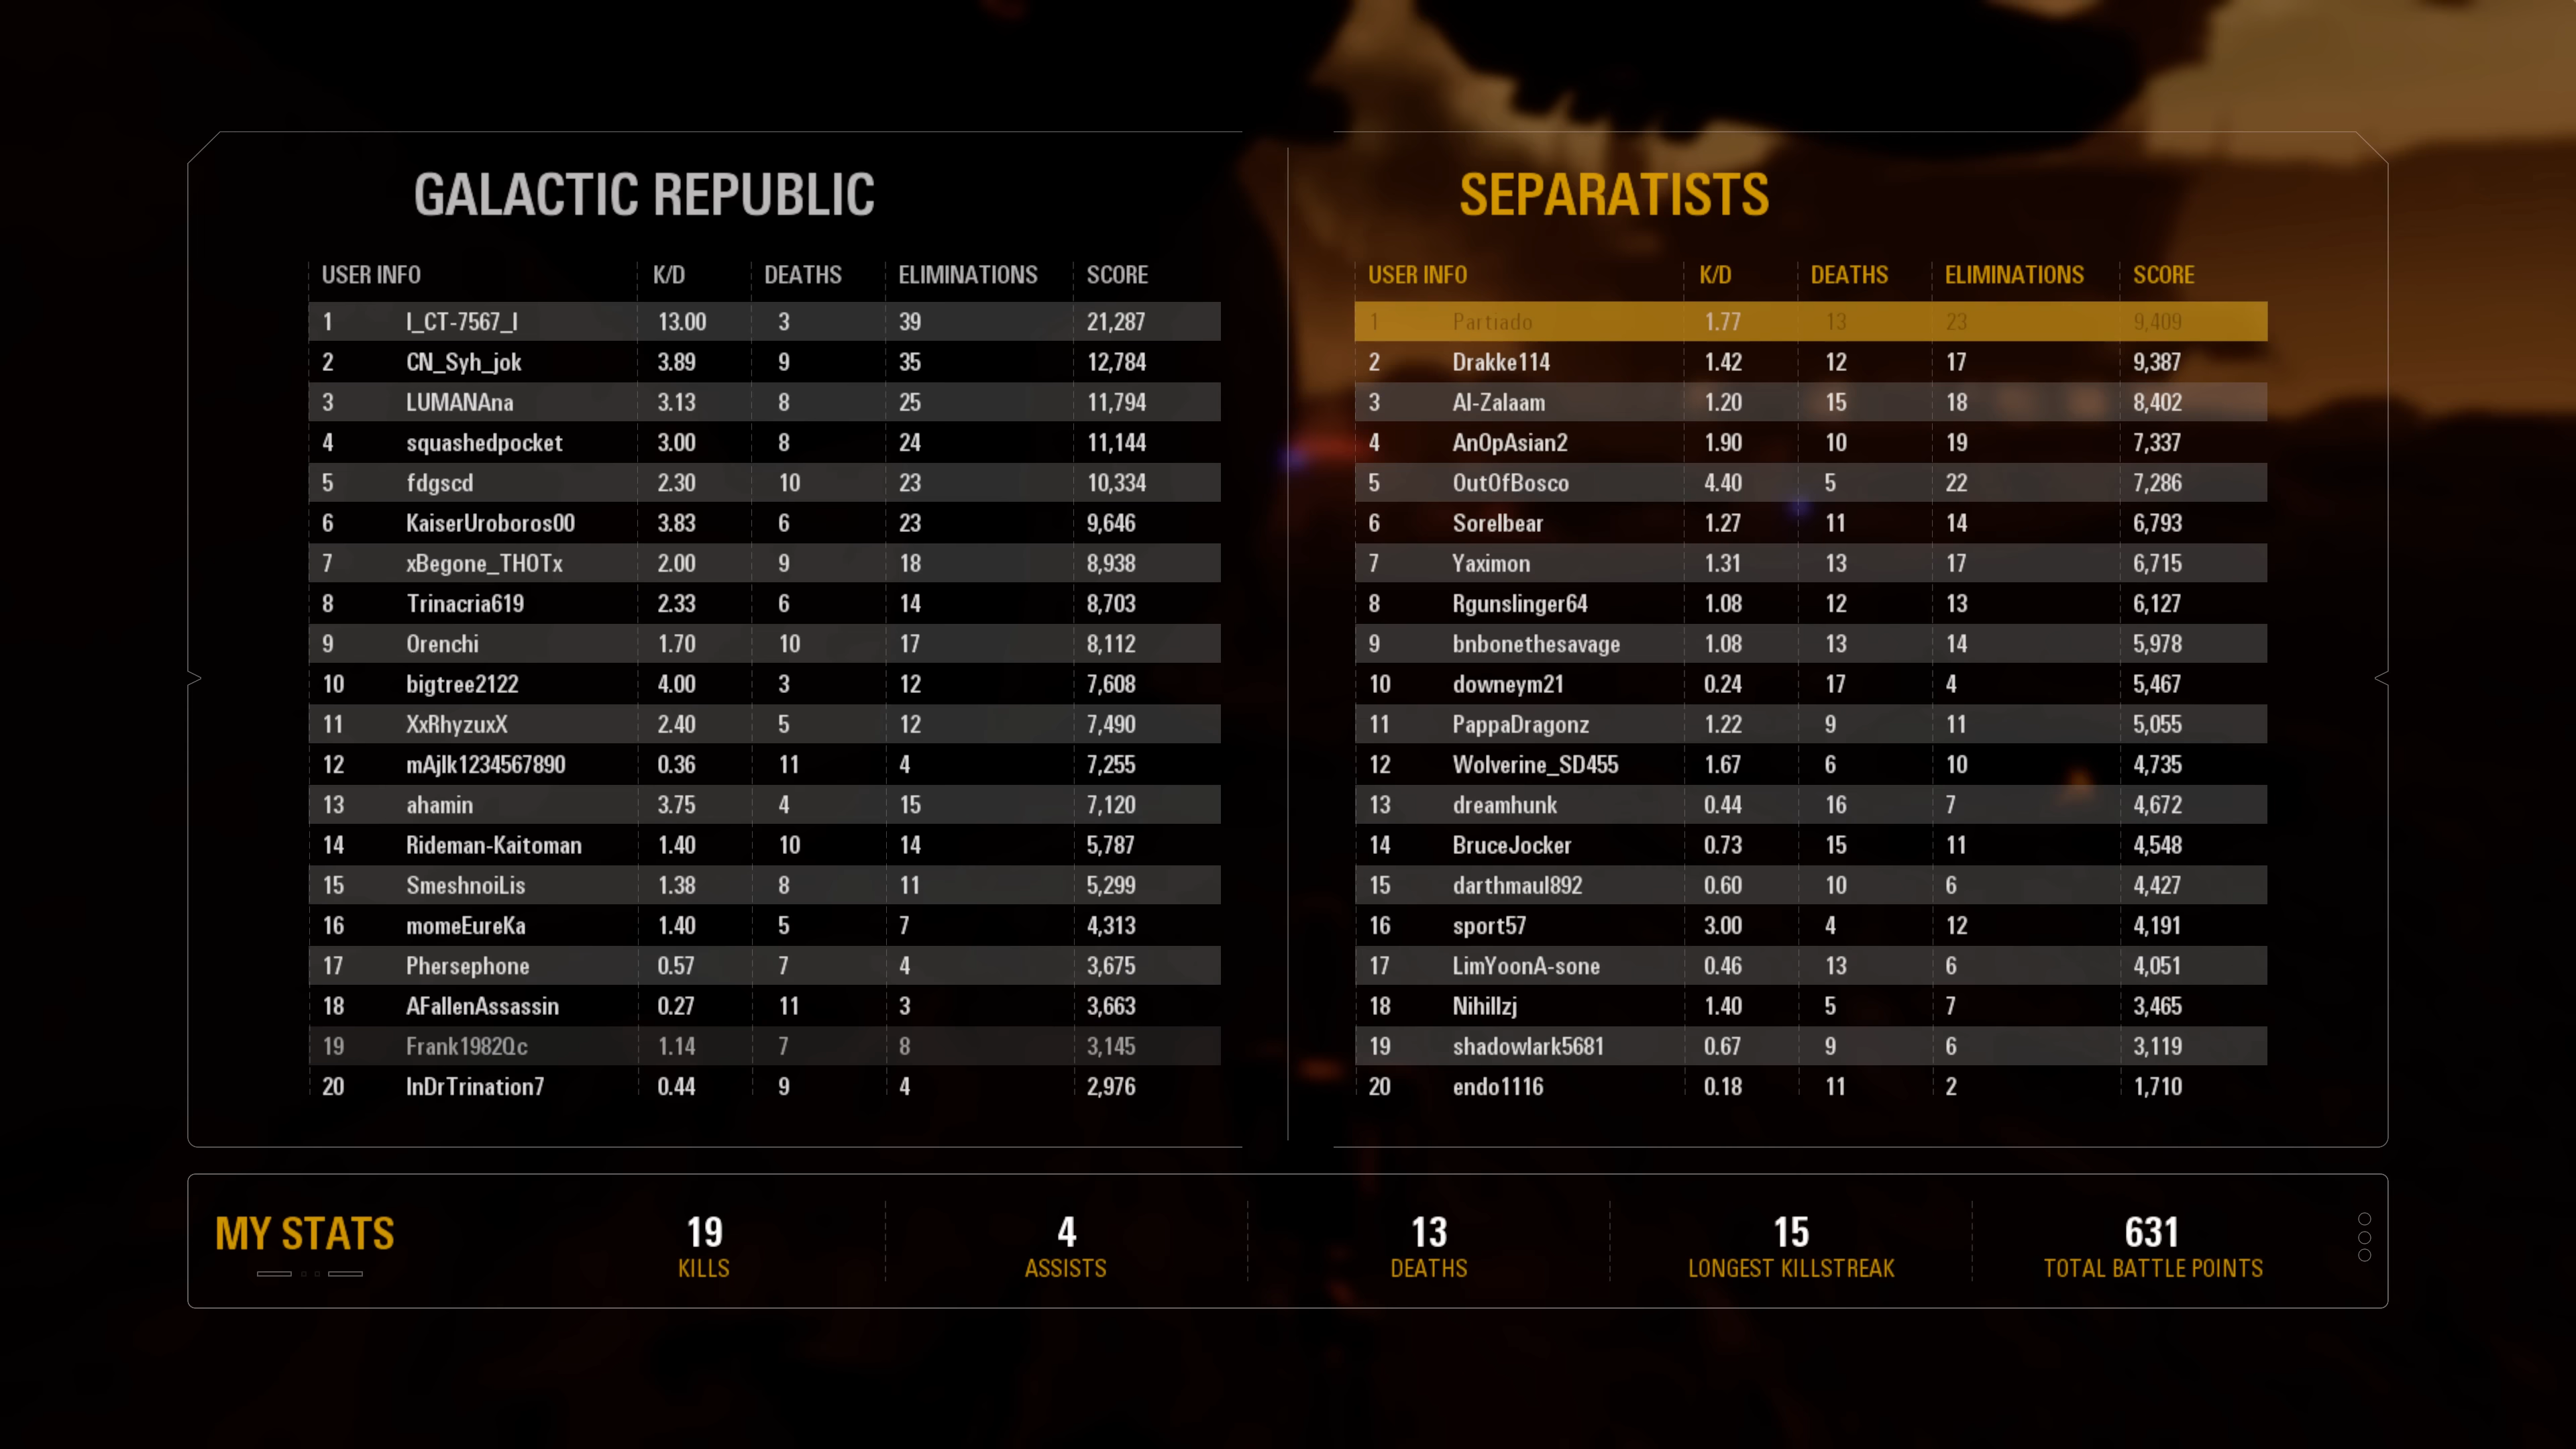 GALACTIC REPUBLIC
USER INFO K/D DEATHS ELIMINATIONS SCORE
1 I_CT-7567_I 13.00 3 39 21,287
2 CN_Syh_jok 3.89 9 35 12,784
3 LUMANAna 3.13 8 25 11,794
4 squashedpocket 3.00 8 24 11,144
5 fdgscd 2.30 10 23 10,334
6 KaiserUroboros00 3.83 6 23 9,646
7 xBegone_THOTx 2.00 9 18 8,938
8 Trinacria619 2.33 6 14 8,703
9 Orenchi 1.70 10 17 8,112
10 bigtree2122 4.00 3 12 7,608
11 XxRhyzuxX 2.40 5 12 7,490
12 mAjlk1234567890 0.36 11 4 7,255
13 ahamin 3.75 4 15 7,120
14 Rideman-Kaitoman 1.40 10 14 5,787
15 SmeshnoiLis 1.38 8 11 5,299
16 momeEureKa 1.40 5 7 4,313
17 Phersephone 0.57 7 4 3,675
18 AFallenAssassin 0.27 11 3 3,663
19 Frank1982Qc 1.14 7 8 3,145
20 InDrTrination7 0.44 9 4 2,976
SEPARATISTS
USER INFO K/D DEATHS ELIMINATIONS SCORE
1 Partiado 1.77 13 23 9,409
2 Drakke114 1.42 12 17 9,387
3 Al-Zalaam 1.20 15 18 8,402
4 AnOpAsian2 1.90 10 19 7,337
5 OutOfBosco 4.40 5 22 7,286
6 Sorelbear 1.27 11 14 6,793
7 Yaximon 1.31 13 17 6,715
8 Rgunslinger64 1.08 12 13 6,127
9 bnbonethesavage 1.08 13 14 5,978
10 downeym21 0.24 17 4 5,467
11 PappaDragonz 1.22 9 11 5,055
12 Wolverine_SD455 1.67 6 10 4,735
13 dreamhunk 0.44 16 7 4,672
14 BruceJocker 0.73 15 11 4,548
15 darthmaul892 0.60 10 6 4,427
16 sport57 3.00 4 12 4,191
17 LimYoonA-sone 0.46 13 6 4,051
18 Nihillzj 1.40 5 7 3,465
19 shadowlark5681 0.67 9 6 3,119
20 endo1116 0.18 11 2 1,710
MY STATS
19 KILLS
4 ASSISTS
13 DEATHS
15 LONGEST KILLSTREAK
631 TOTAL BATTLE POINTS